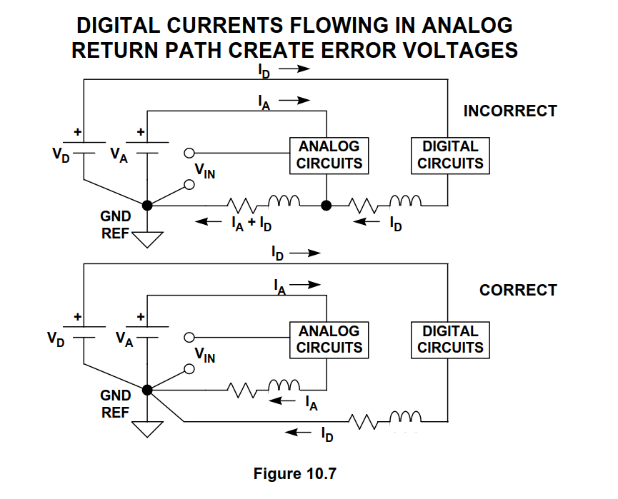 DIGITAL CURRENTS FLOWING IN ANALOG
RETURN PATH CREATE ERROR VOLTAGES
ID
IA
INCORRECT
+
+
VD
VA
VIN
ANALOG
CIRCUITS
DIGITAL
CIRCUITS
GND
REF
IA + ID
ID
ID
IA
CORRECT
+
+
VD
VA
VIN
ANALOG
CIRCUITS
DIGITAL
CIRCUITS
GND
REF
IA
ID
Figure 10.7